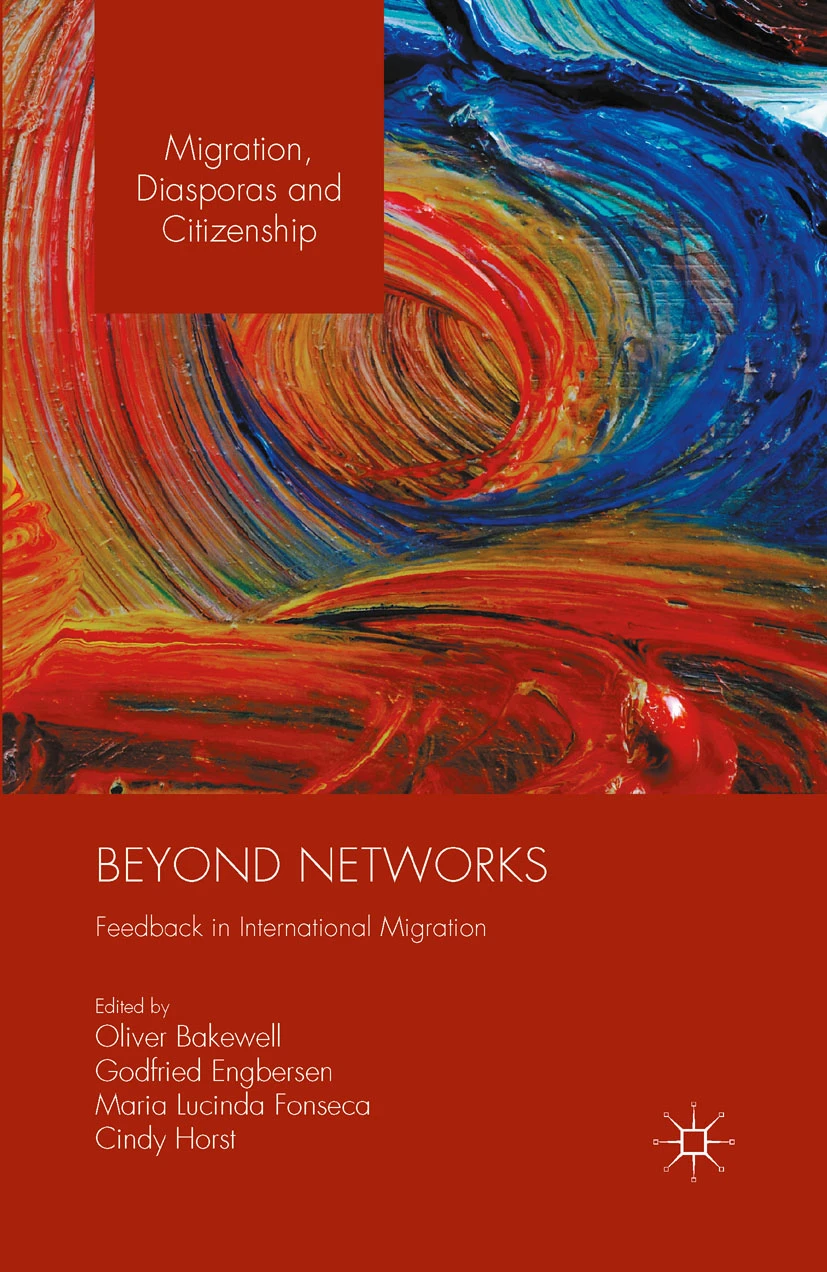 Migration,
Diasporas and
Citizenship
BEYOND NETWORKS
Feedback in International Migration
Edited by
Oliver Bakewell
Godfried Engbersen
Maria Lucinda Fonseca
Cindy Horst